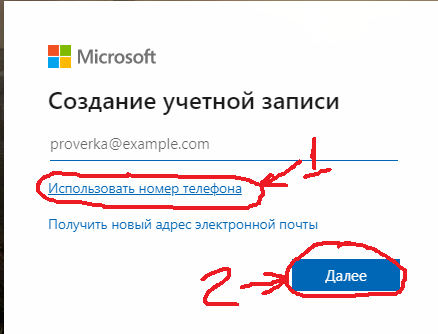 Microsoft
Создание учетной записи
proverka@example.com
1
Использовать номер телефона
Получить новый адрес электронной почты
2
Далее